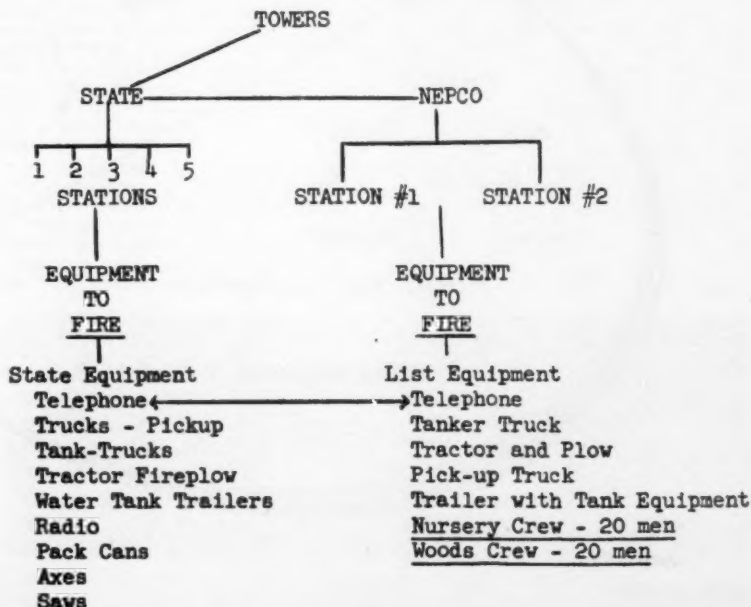 TOWERS
STATE NEPCO
1 2 3 4 5
STATIONS STATION #1 STATION #2
EQUIPMENT
TO
FIRE
EQUIPMENT
TO
FIRE
State Equipment
Telephone
Trucks - Pickup
Tank-Trucks
Tractor Fireplow
Water Tank Trailers
Radio
Pack Cans
Axes
Saws
List Equipment
Telephone
Tanker Truck
Tractor and Plow
Pick-up Truck
Trailer with Tank Equipment
Nursery Crew - 20 men
Woods Crew - 20 men